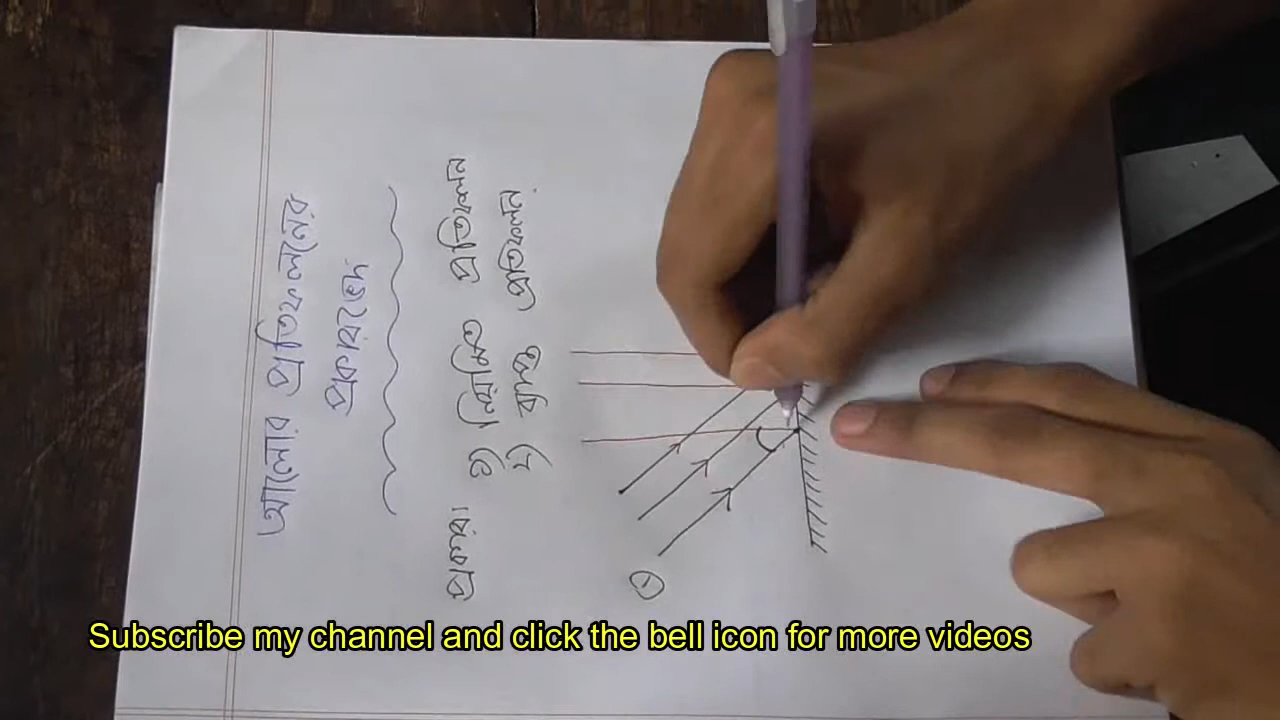 আলোর প্রতিফলনের
প্রকারভেদ
প্রকার।
১) নিয়মিত প্রতিফলন
২) ব্যাপ্ত প্রতিফলন.
①
Subscribe my channel and click the bell icon for more videos